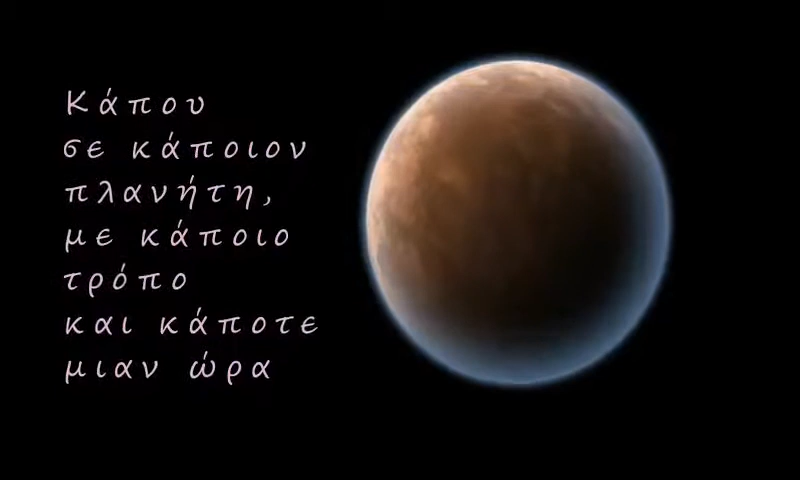 Κάπου
σε κάποιον
πλανήτη,
με κάποιο
τρόπο
και κάποτε
μιαν ώρα